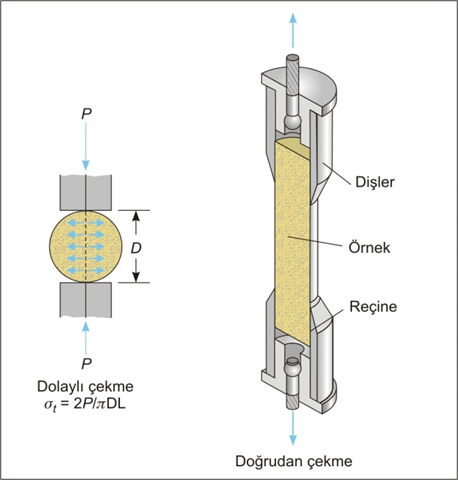 P
D
P
Dolaylı çekme
σt = 2P/πDL
Dişler
Örnek
Reçine
Doğrudan çekme